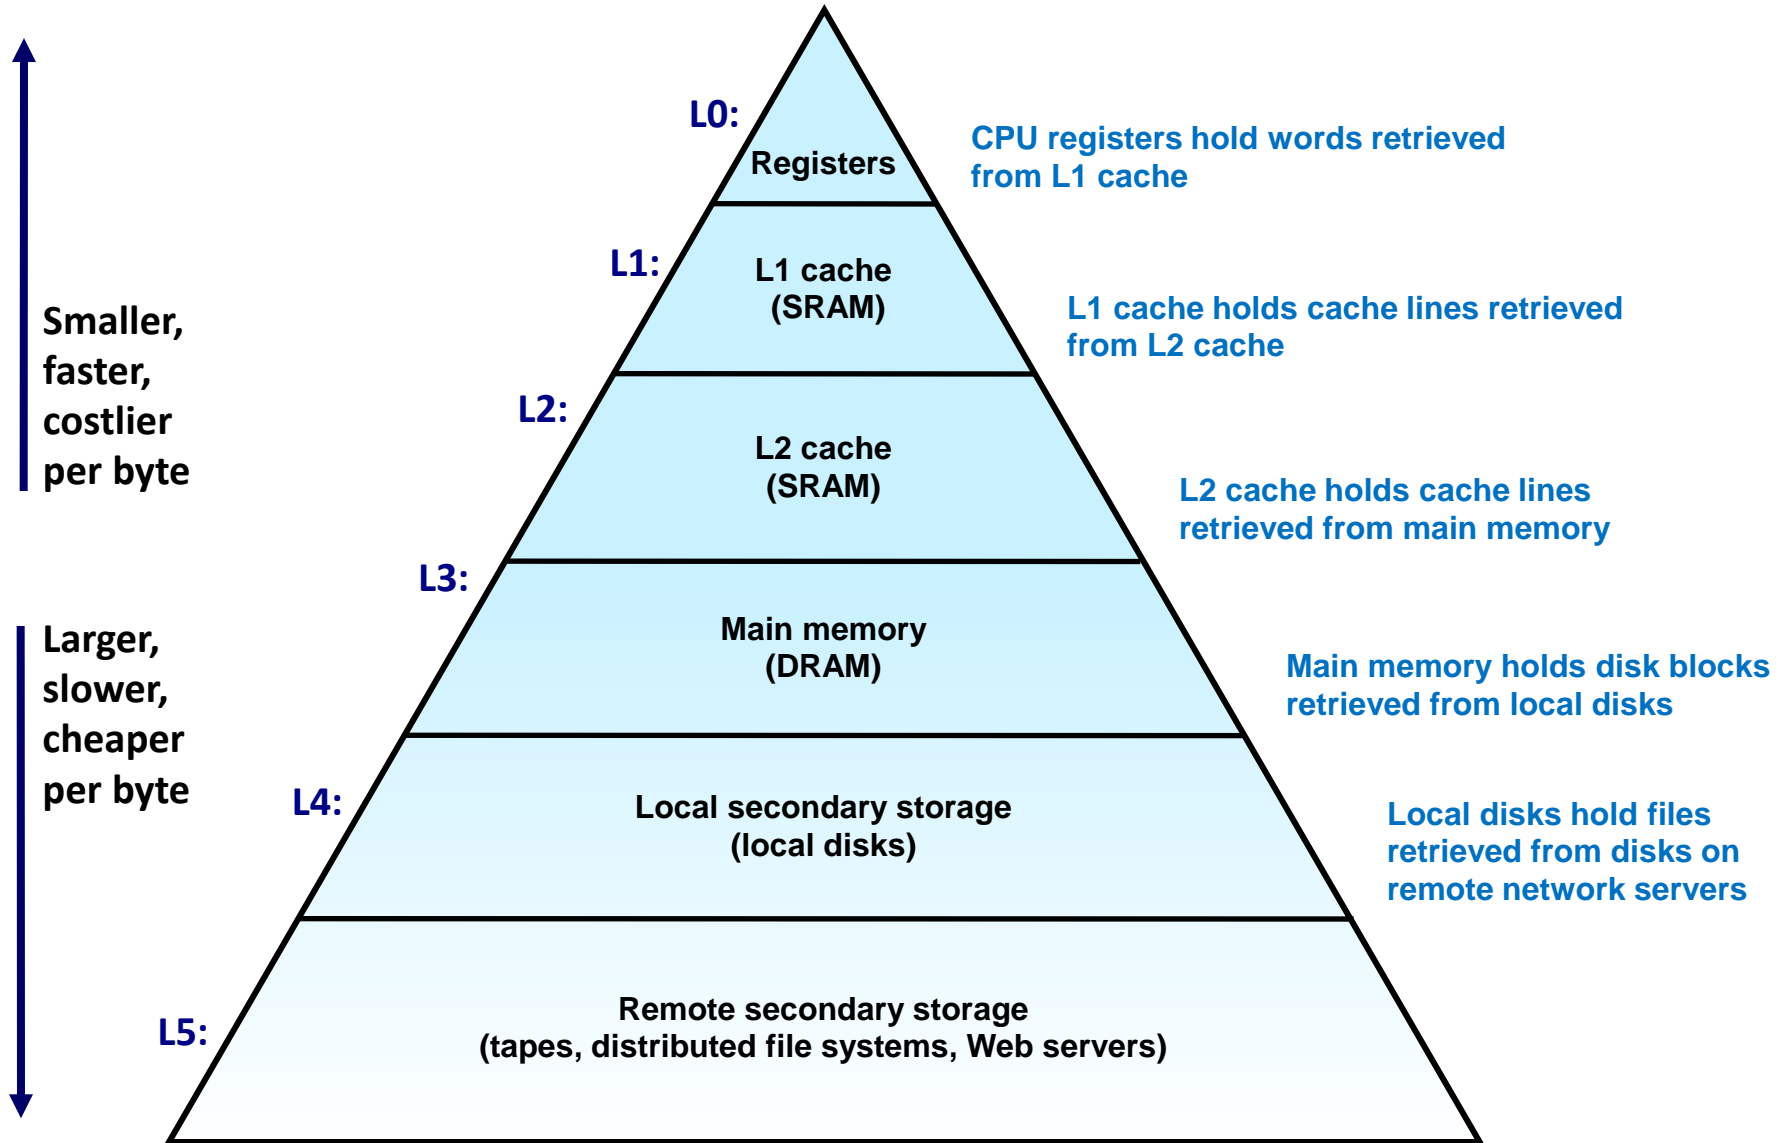 L0:
Registers
CPU registers hold words retrieved
from L1 cache
L1:
L1 cache
(SRAM)
L1 cache holds cache lines retrieved
from L2 cache
Smaller,
faster,
costlier
per byte
L2:
L2 cache
(SRAM)
L2 cache holds cache lines
retrieved from main memory
L3:
Main memory
(DRAM)
Main memory holds disk blocks
retrieved from local disks
Larger,
slower,
cheaper
per byte
L4:
Local secondary storage
(local disks)
Local disks hold files
retrieved from disks on
remote network servers
L5:
Remote secondary storage
(tapes, distributed file systems, Web servers)